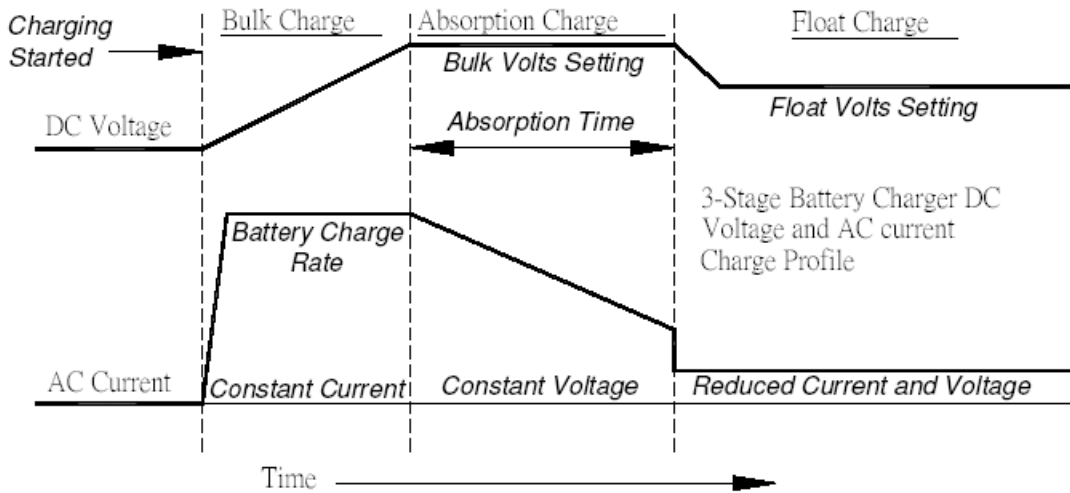 Charging
Started
Bulk Charge
Absorption Charge
Float Charge
Bulk Volts Setting
Float Volts Setting
DC Voltage
Absorption Time
3-Stage Battery Charger DC
Voltage and AC current
Charge Profile
Battery Charge
Rate
AC Current
Constant Current
Constant Voltage
Reduced Current and Voltage
Time